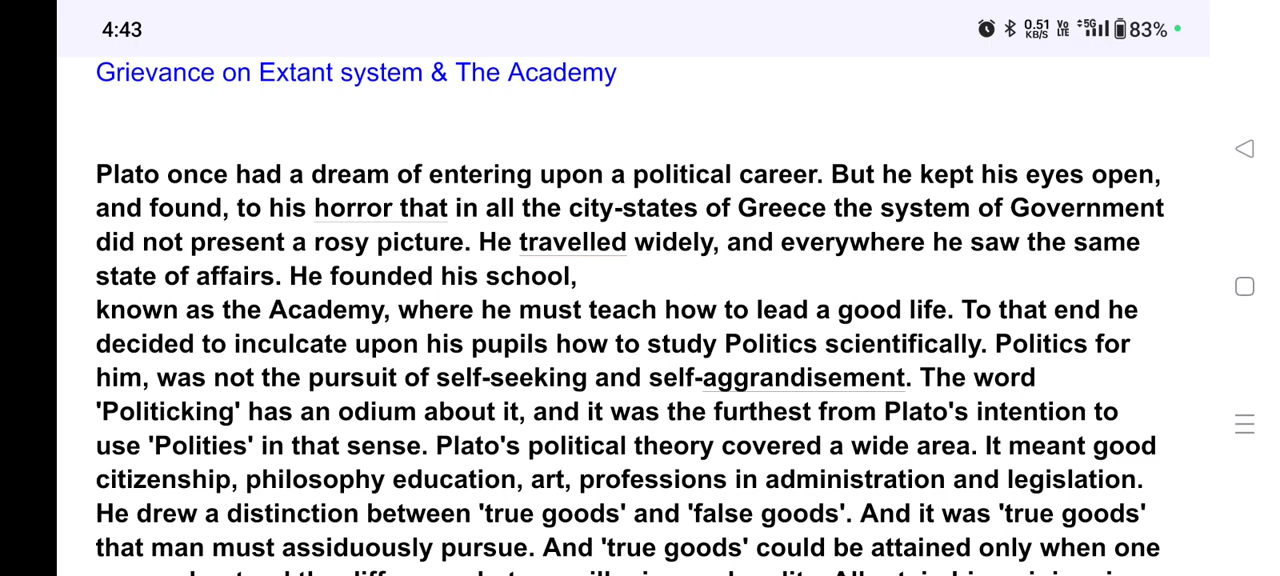 4:43
0.51 KB/S Vo LTE 5G 83%
Grievance on Extant system & The Academy
Plato once had a dream of entering upon a political career. But he kept his eyes open,
and found, to his horror that in all the city-states of Greece the system of Government
did not present a rosy picture. He travelled widely, and everywhere he saw the same
state of affairs. He founded his school,
known as the Academy, where he must teach how to lead a good life. To that end he
decided to inculcate upon his pupils how to study Politics scientifically. Politics for
him, was not the pursuit of self-seeking and self-aggrandisement. The word
'Politicking' has an odium about it, and it was the furthest from Plato's intention to
use 'Polities' in that sense. Plato's political theory covered a wide area. It meant good
citizenship, philosophy education, art, professions in administration and legislation.
He drew a distinction between 'true goods' and 'false goods'. And it was 'true goods'
that man must assiduously pursue. And 'true goods' could be attained only when one